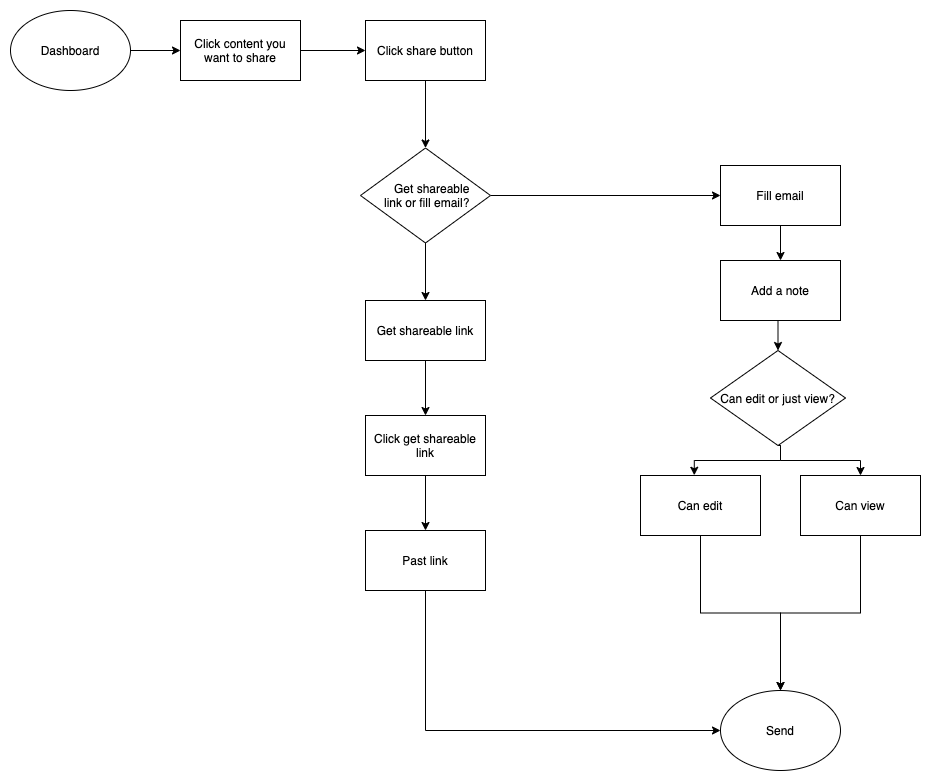 Dashboard
Click content you
want to share
Click share button
Get shareable
link or fill email?
Fill email
Add a note
Get shareable link
Can edit or just view?
Click get shareable
link
Can edit
Can view
Past link
Send